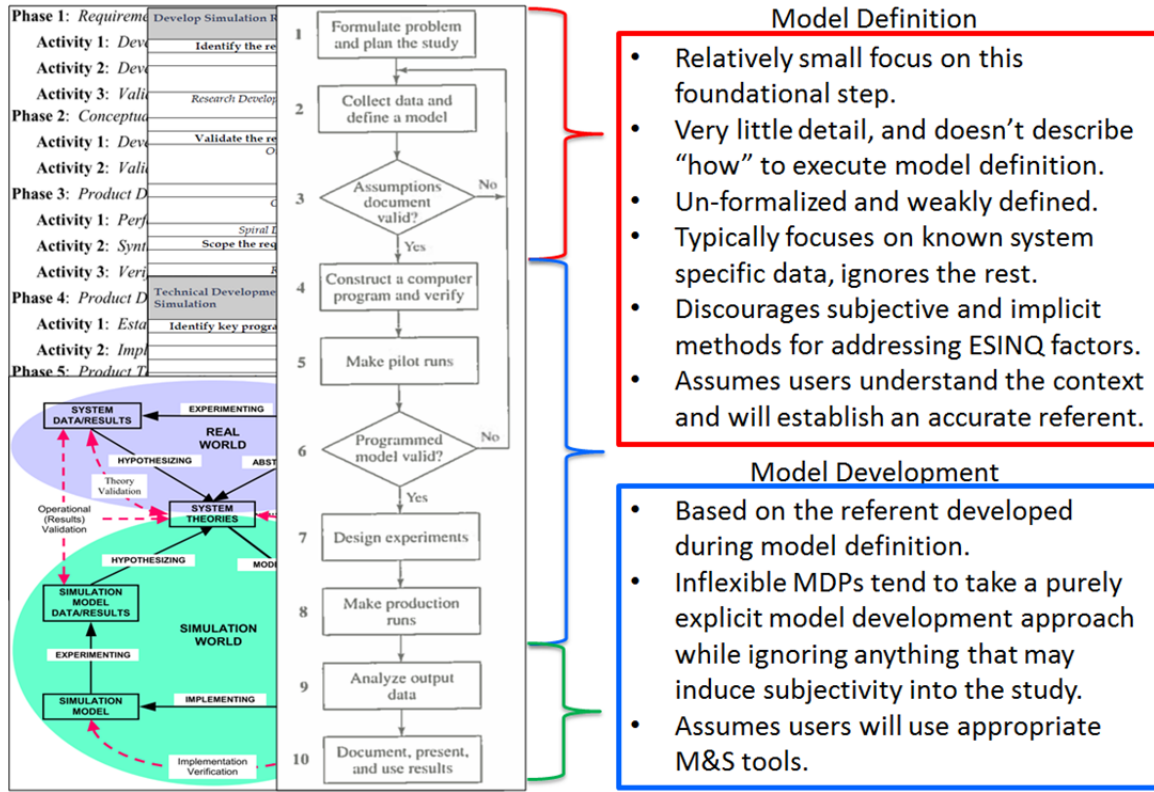 Phase 1: Requireme
Activity 1: Deve
Activity 2: Deve
Activity 3: Vali
Phase 2: Conceptua
Activity 1: Deve
Activity 2: Vali
Phase 3: Product D
Activity 1: Perf
Activity 2: Synt
Activity 3: Veri
Phase 4: Product D
Activity 1: Esta
Activity 2: Impl
Phase 5: Product T
Develop Simulation R
Identify the re
Research Develop
Validate the re
Spiral D
Scope the req
Technical Developme
Simulation
Identify key progra
SYSTEM
DATA/RESULTS
EXPERIMENTING
REAL
WORLD
HYPOTHESIZING
ABST
Theory
Validation
Operational
(Results)
Validation
SYSTEM
THEORIES
HYPOTHESIZING
MODE
SIMULATION
MODEL
DATA/RESULTS
SIMULATION
WORLD
EXPERIMENTING
SIMULATION
MODEL
IMPLEMENTING
Implementation
Verification
1
Formulate problem
and plan the study
2
Collect data and
define a model
3
Assumptions
document
valid?
No
Yes
4
Construct a computer
program and verify
5
Make pilot runs
6
Programmed
model valid?
No
Yes
7
Design experiments
8
Make production
runs
9
Analyze output
data
10
Document, present,
and use results
Model Definition
• Relatively small focus on this
foundational step.
• Very little detail, and doesn't describe
"how" to execute model definition.
• Un-formalized and weakly defined.
• Typically focuses on known system
specific data, ignores the rest.
• Discourages subjective and implicit
methods for addressing ESINQ factors.
• Assumes users understand the context
and will establish an accurate referent.
Model Development
• Based on the referent developed
during model definition.
• Inflexible MDPs tend to take a purely
explicit model development approach
while ignoring anything that may
induce subjectivity into the study.
• Assumes users will use appropriate
M&S tools.